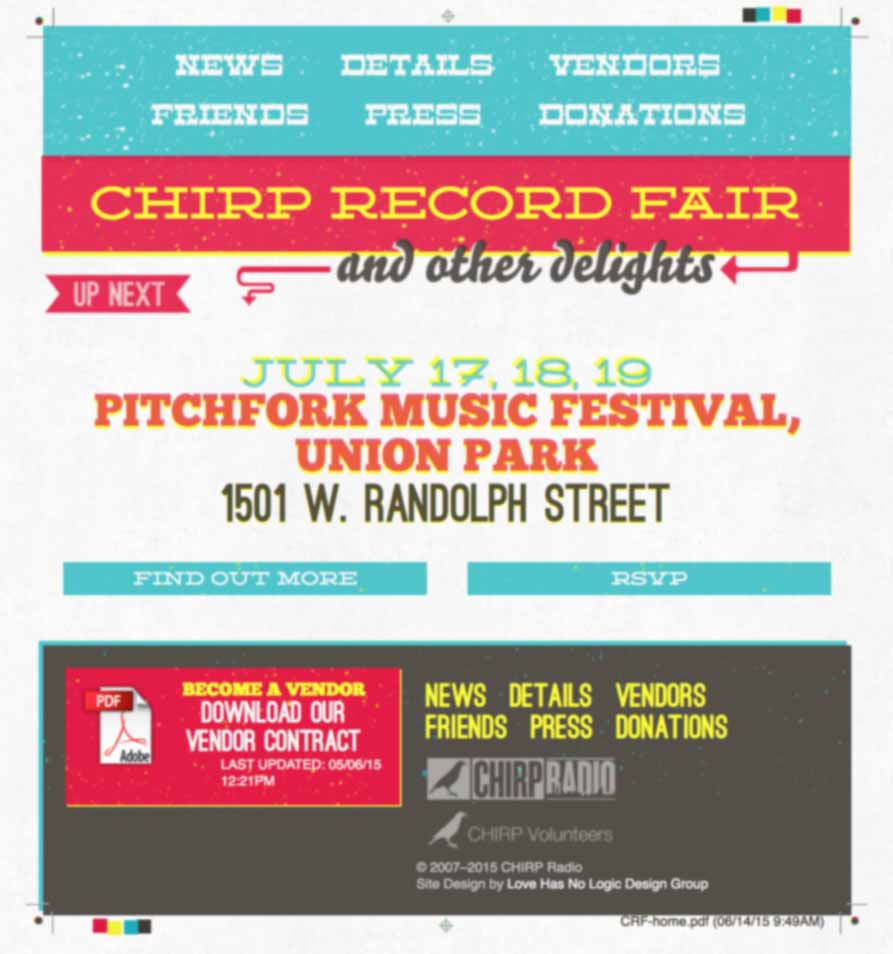 NEWS DETAILS VENDORS
FRIENDS PRESS DONATIONS
CHIRP RECORD FAIR
and other delights
UP NEXT
JULY 17, 18, 19
PITCHFORK MUSIC FESTIVAL,
UNION PARK
1501 W. RANDOLPH STREET
FIND OUT MORE RSVP
PDF
Adobe
BECOME A VENDOR
DOWNLOAD OUR
VENDOR CONTRACT
LAST UPDATED: 05/06/15
12:21PM
NEWS DETAILS VENDORS
FRIENDS PRESS DONATIONS
CHIRP RADIO
CHIRP Volunteers
© 2007–2015 CHIRP Radio
Site Design by Love Has No Logic Design Group
CRF-home.pdf (06/14/15 9:49AM)